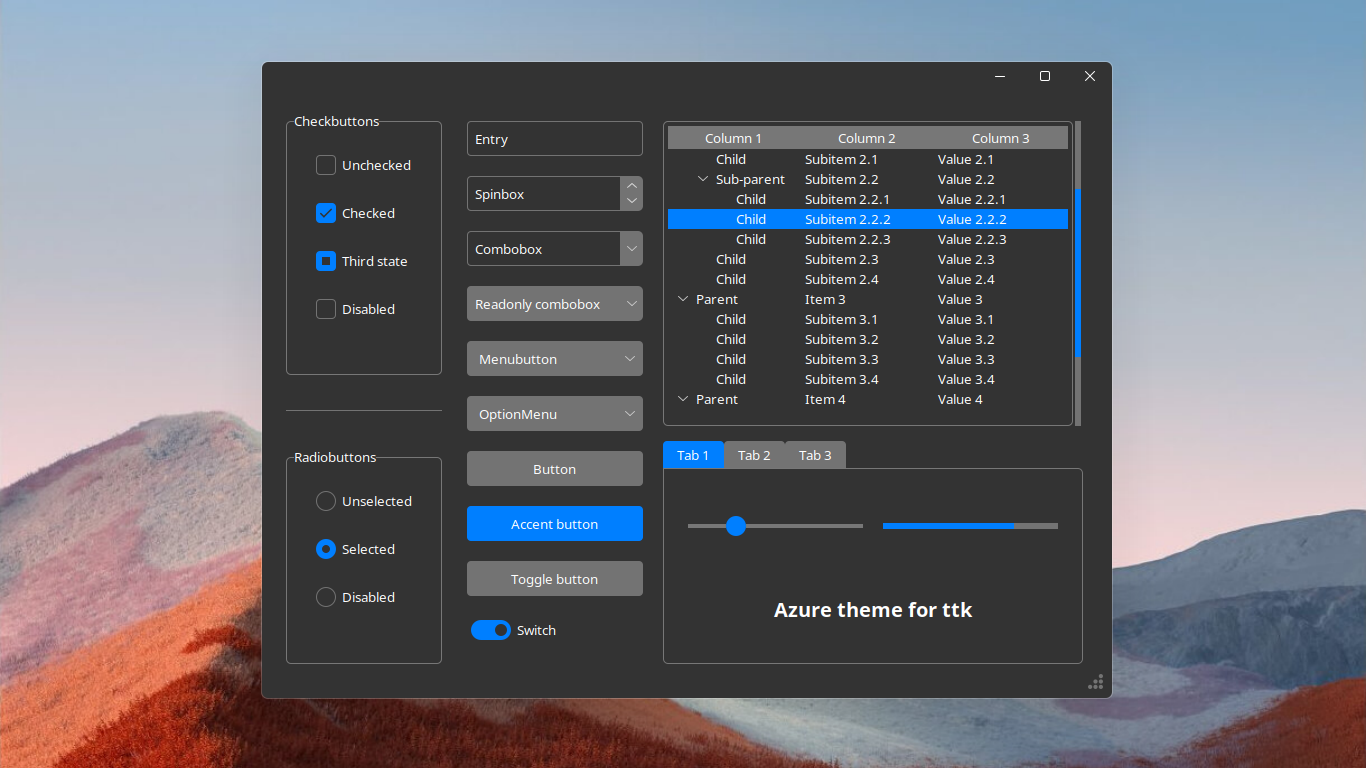 Checkbuttons
Unchecked
Checked
Third state
Disabled
Radiobuttons
Unselected
Selected
Disabled
Entry
Spinbox
Combobox
Readonly combobox
Menubutton
OptionMenu
Button
Accent button
Toggle button
Switch
Column 1 Column 2 Column 3
Child Subitem 2.1 Value 2.1
Sub-parent Subitem 2.2 Value 2.2
Child Subitem 2.2.1 Value 2.2.1
Child Subitem 2.2.2 Value 2.2.2
Child Subitem 2.2.3 Value 2.2.3
Child Subitem 2.3 Value 2.3
Child Subitem 2.4 Value 2.4
Parent Item 3 Value 3
Child Subitem 3.1 Value 3.1
Child Subitem 3.2 Value 3.2
Child Subitem 3.3 Value 3.3
Child Subitem 3.4 Value 3.4
Parent Item 4 Value 4
Tab 1 Tab 2 Tab 3
Azure theme for ttk